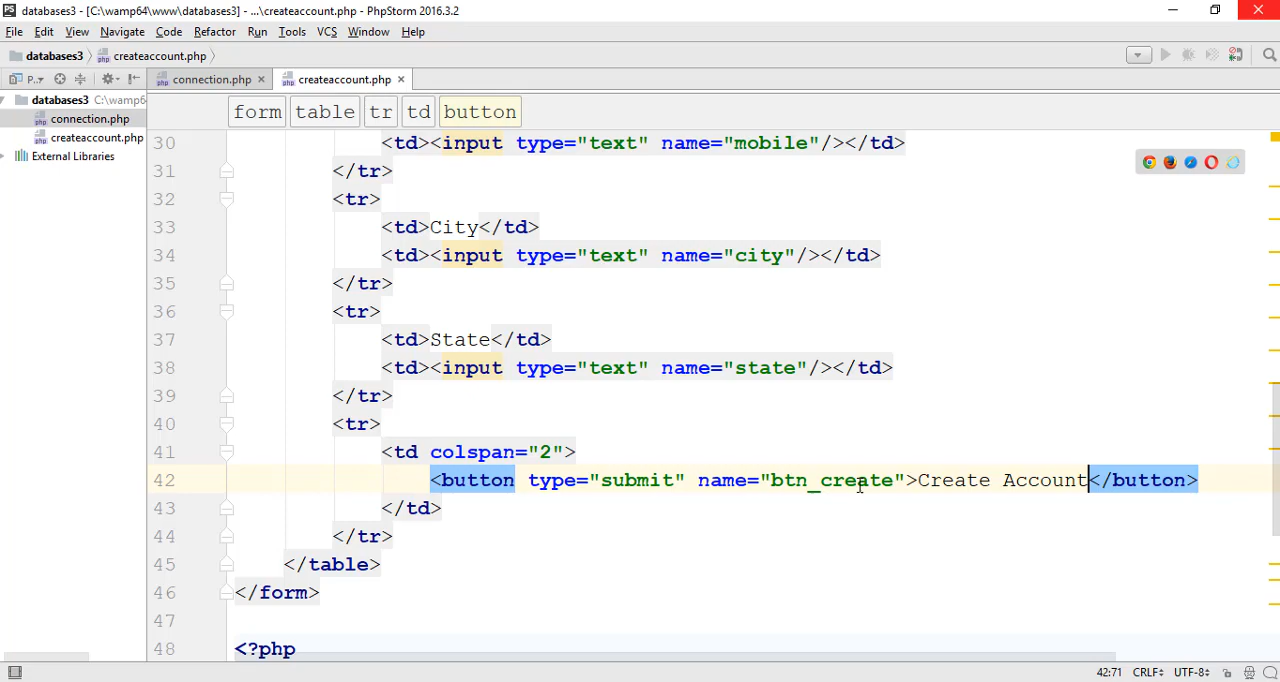 PS databases3 - [C:\wamp64\www\databases3] - ...\createaccount.php - PhpStorm 2016.3.2
File Edit View Navigate Code Refactor Run Tools VCS Window Help
databases3 createaccount.php
P.. connection.php createaccount.php
databases3 C:\wamp6
connection.php
createaccount.php
External Libraries
form table tr td button
30 <td><input type="text" name="mobile"/></td>
31 </tr>
32 <tr>
33 <td>City</td>
34 <td><input type="text" name="city"/></td>
35 </tr>
36 <tr>
37 <td>State</td>
38 <td><input type="text" name="state"/></td>
39 </tr>
40 <tr>
41 <td colspan="2">
42 <button type="submit" name="btn_create">Create Account</button>
43 </td>
44 </tr>
45 </table>
46 </form>
47
48 <?php
42:71 CRLF UTF-8